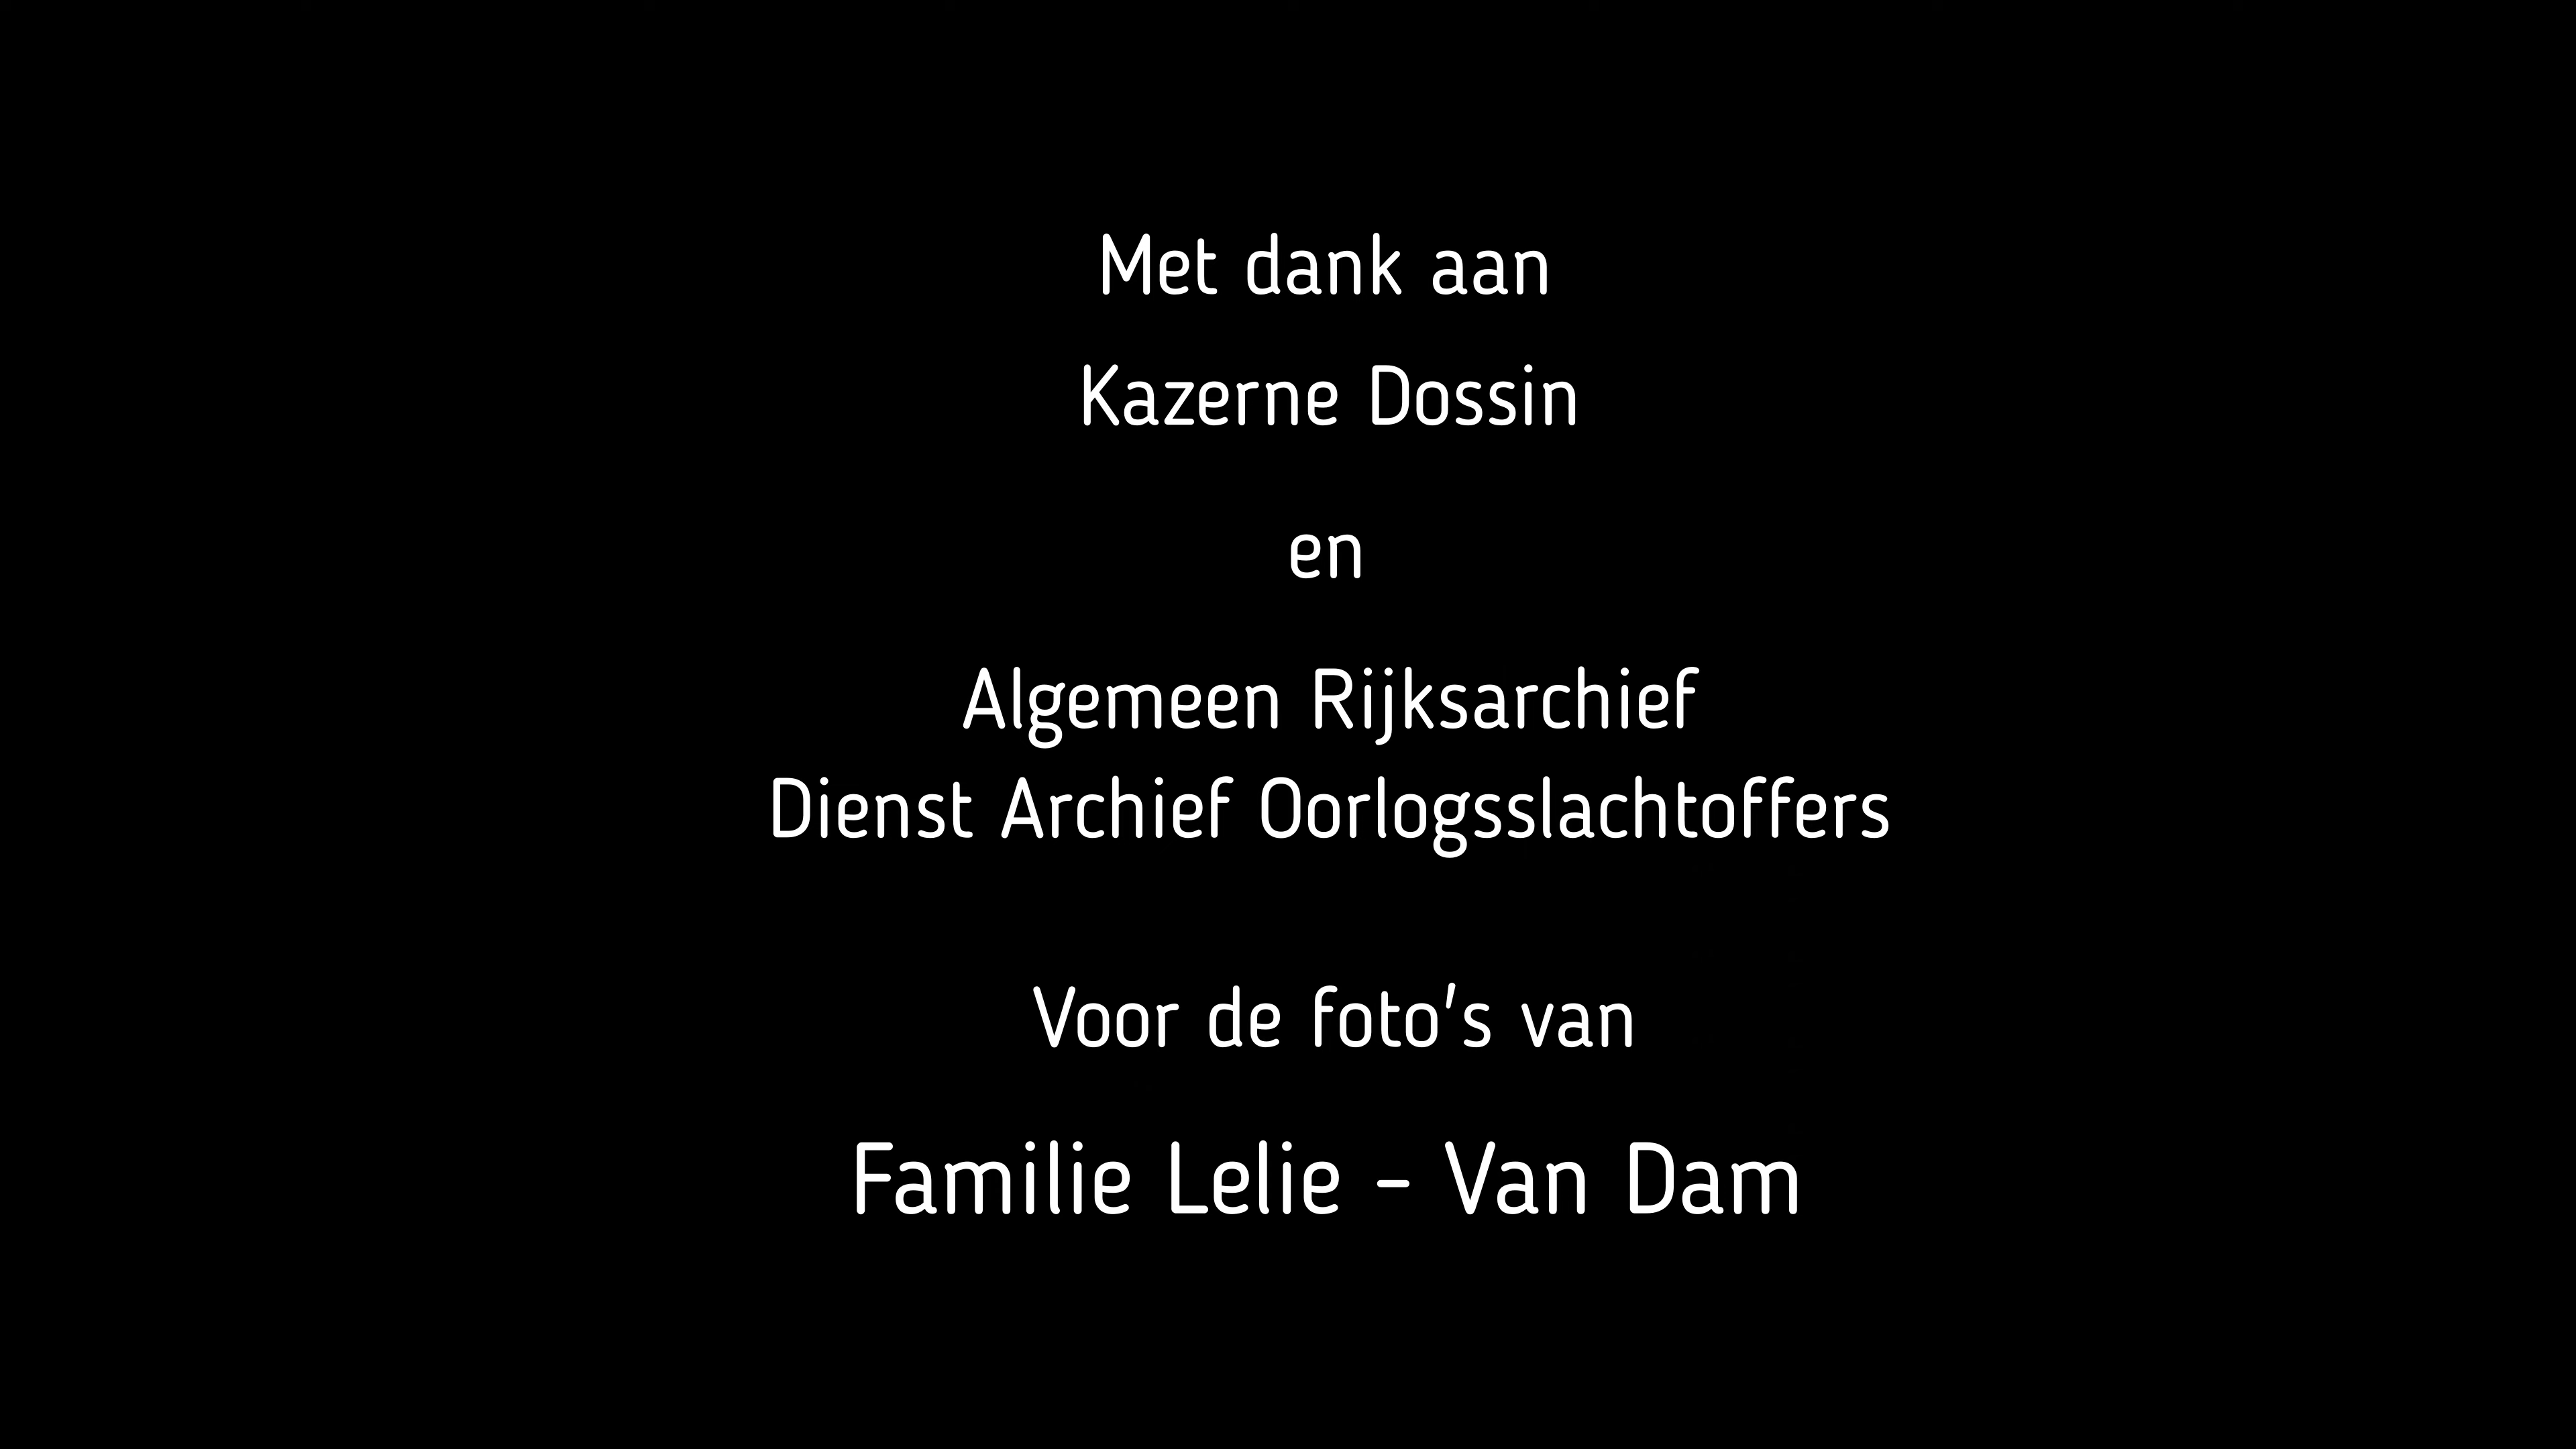 Met dank aan
Kazerne Dossin
en
Algemeen Rijksarchief
Dienst Archief Oorlogsslachtoffers
Voor de foto's van
Familie Lelie - Van Dam